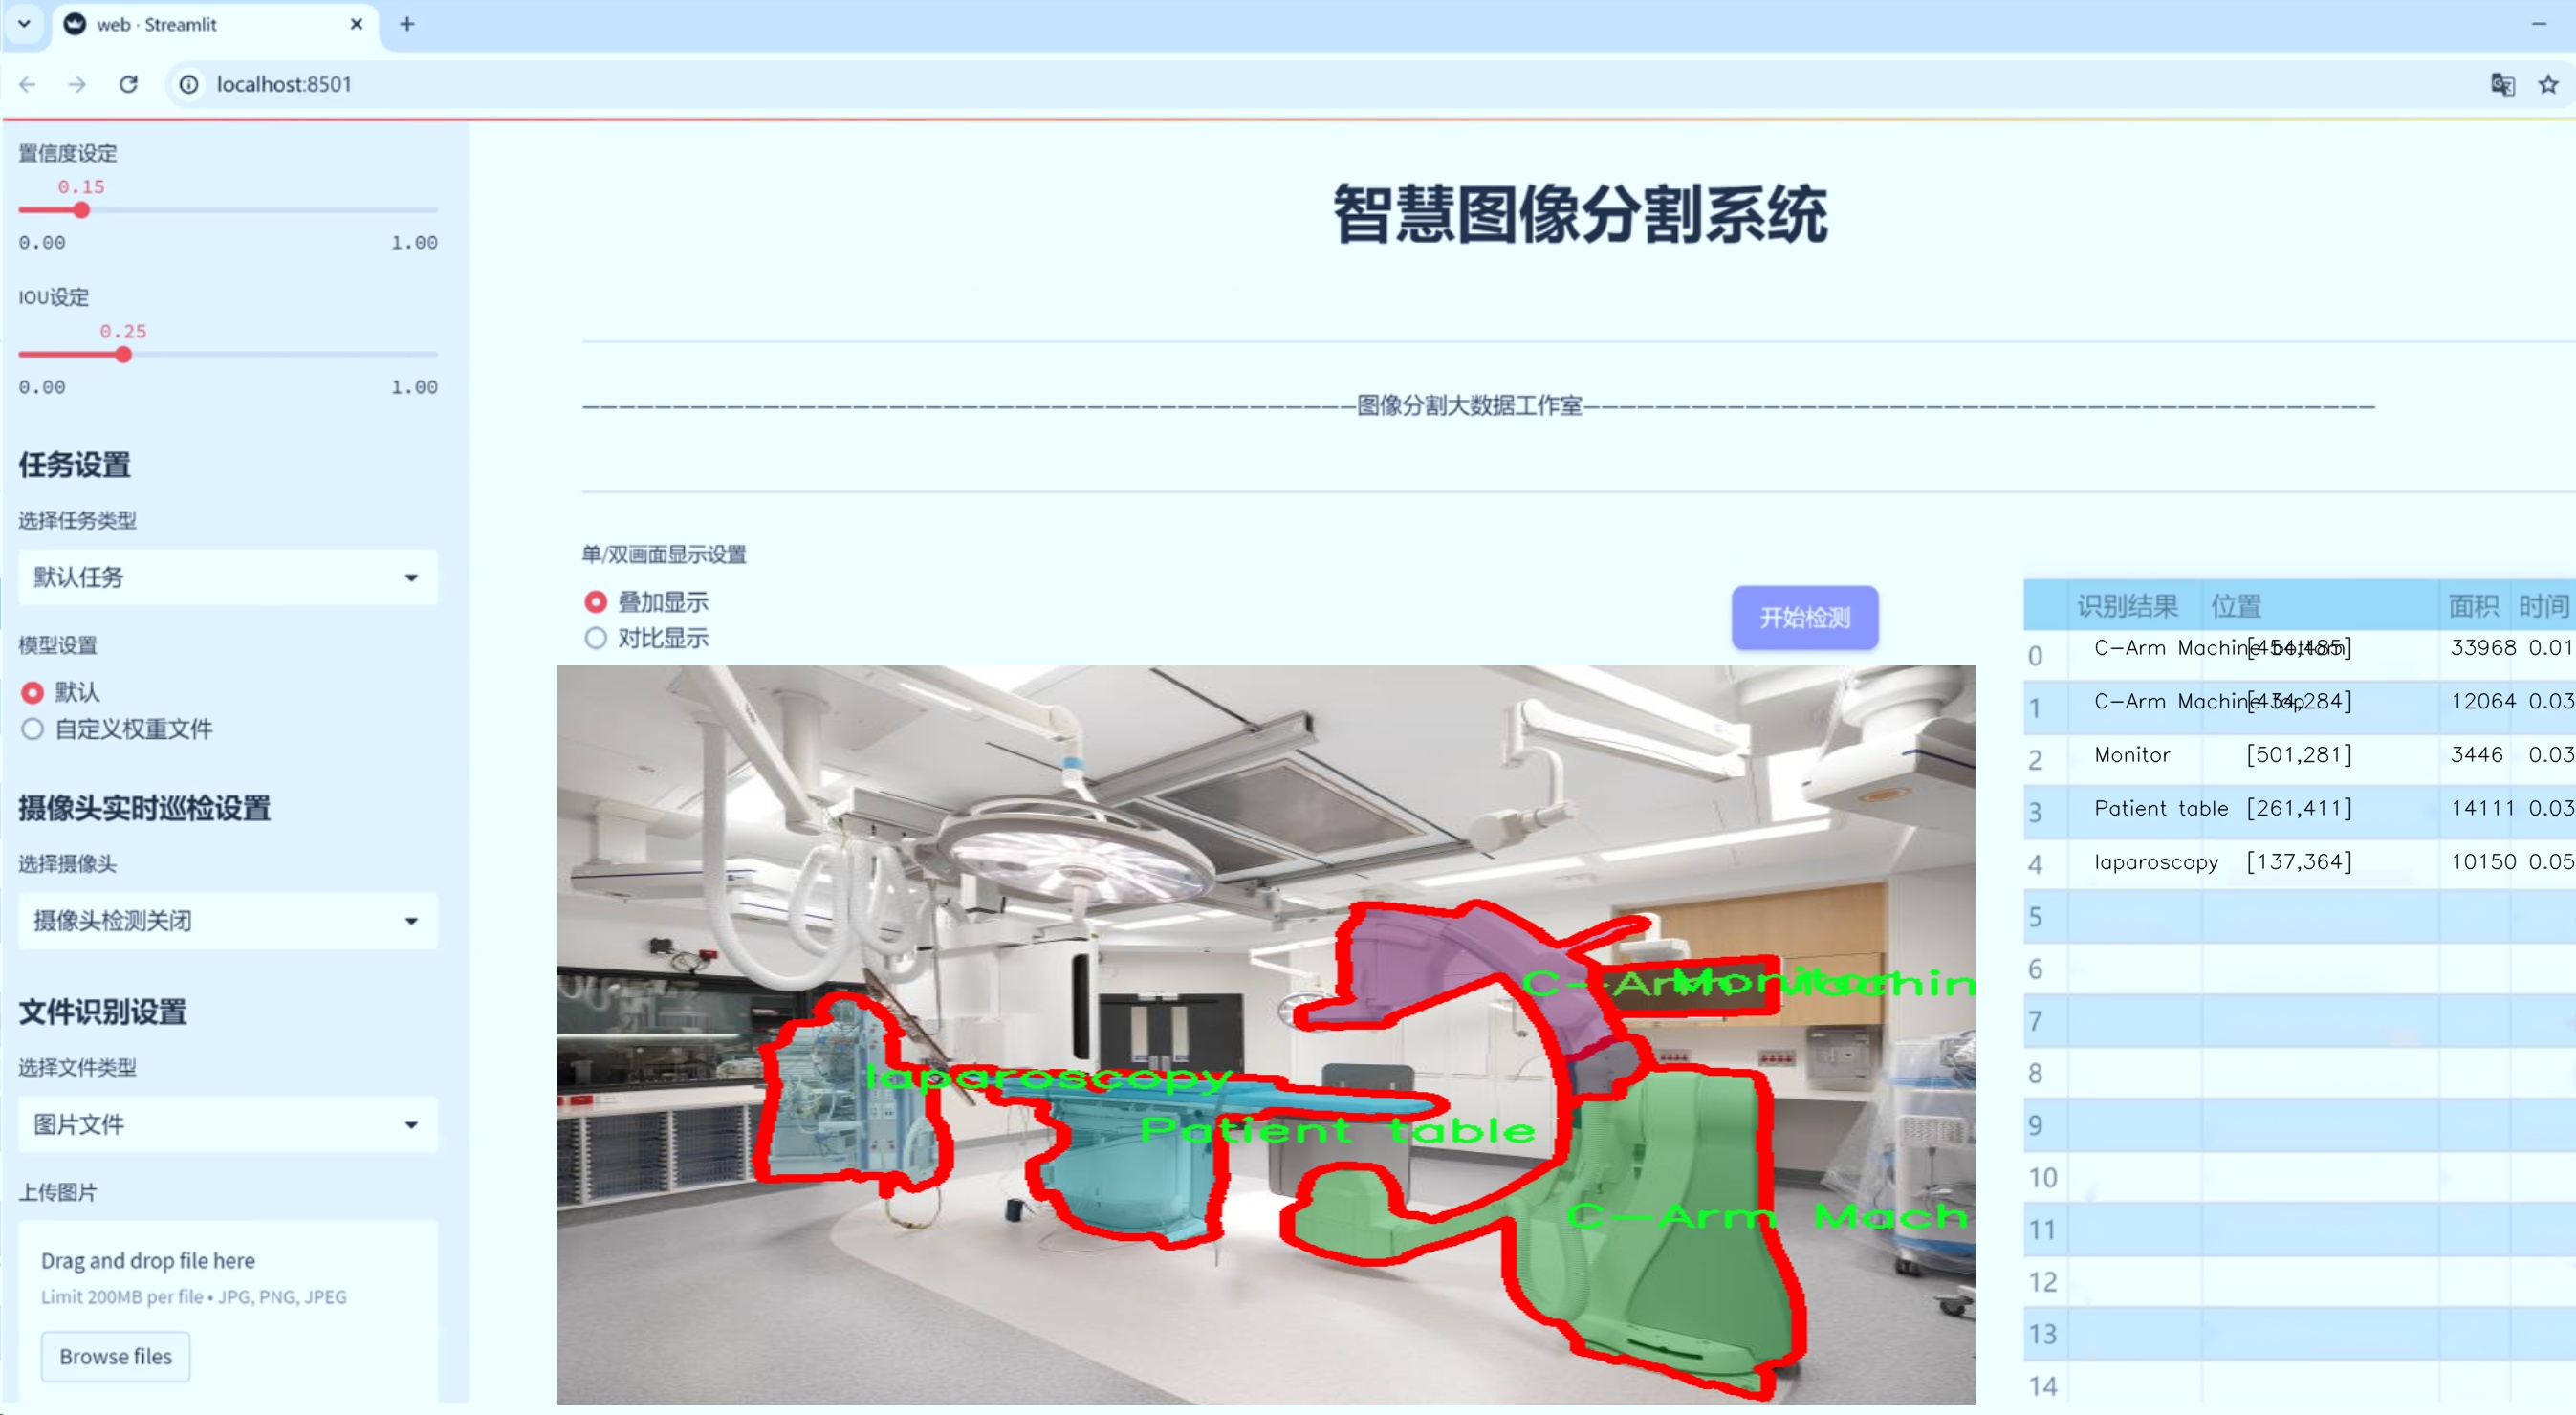 web · Streamlit
localhost:8501
置信度设定
0.15
0.00 1.00
IOU设定
0.25
0.00 1.00
任务设置
选择任务类型
默认任务
模型设置
默认
自定义权重文件
摄像头实时巡检设置
选择摄像头
摄像头检测关闭
文件识别设置
选择文件类型
图片文件
上传图片
Drag and drop file here
Limit 200MB per file • JPG, PNG, JPEG
Browse files
智慧图像分割系统
图像分割大数据工作室
单/双画面显示设置
叠加显示
对比显示
开始检测
Monitor
laparoscopy
Patient table
C-Arm Mach
识别结果 位置 面积 时间
0 C-Arm Machine bottom [454,485] 33968 0.01
1 C-Arm Machine top [434,284] 12064 0.03
2 Monitor [501,281] 3446 0.03
3 Patient table [261,411] 14111 0.03
4 laparoscopy [137,364] 10150 0.05
5
6
7
8
9
10
11
12
13
14